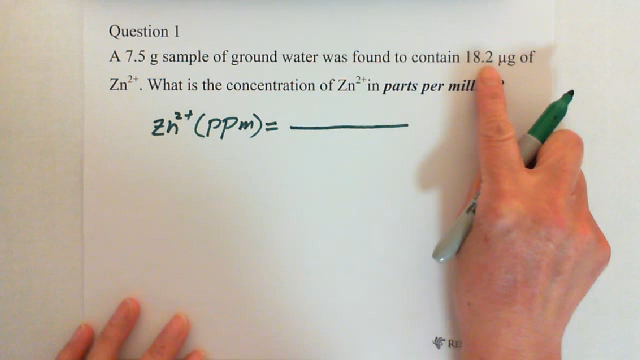 Question 1
A 7.5 g sample of ground water was found to contain 18.2 µg of
Zn²⁺. What is the concentration of Zn²⁺in parts per mill
Zn²⁺(ppm)=